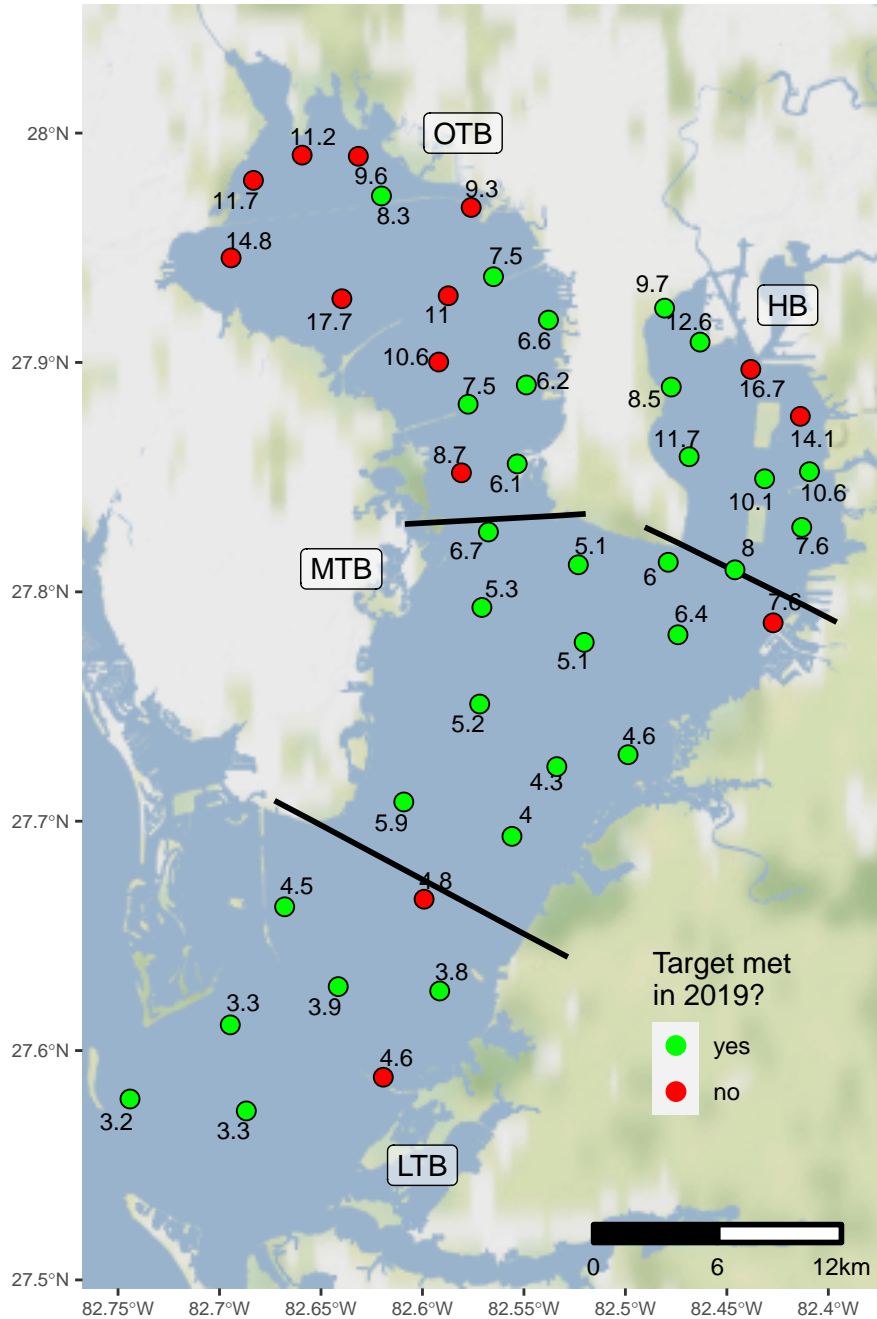 28°N
11.2
OTB
9.6
11.7
8.3
9.3
14.8
7.5
9.7
HB
17.7
11
12.6
6.6
27.9°N
10.6
16.7
7.5
6.2
8.5
11.7
14.1
8.7
6.1
10.1
10.6
6.7
5.1
8
7.6
MTB
6
27.8°N
5.3
7.6
6.4
5.1
5.2
4.6
4.3
27.7°N
5.9
4
4.8
4.5
Target met
in 2019?
3.8
3.9
3.3
27.6°N
4.6
yes
no
3.2
3.3
LTB
0 6 12km
27.5°N
82.75°W 82.7°W 82.65°W 82.6°W 82.55°W 82.5°W 82.45°W 82.4°W